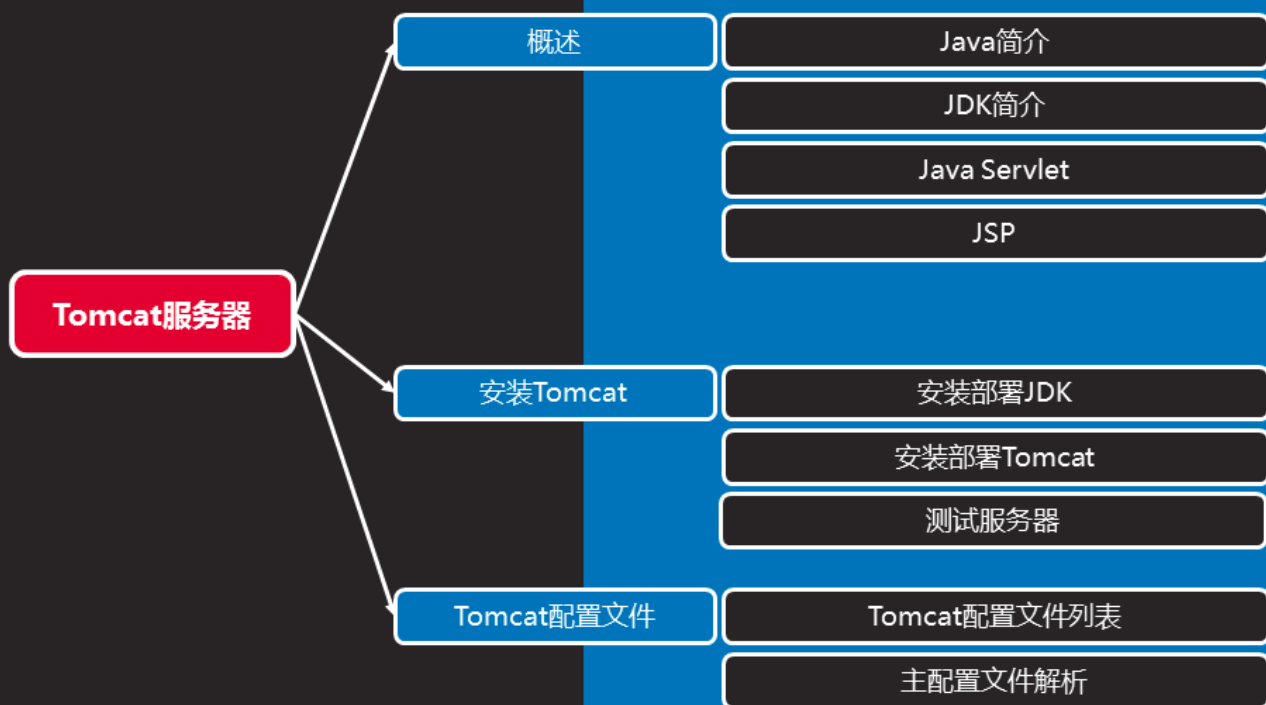 Tomcat服务器
概述
Java简介
JDK简介
Java Servlet
JSP
安装Tomcat
安装部署JDK
安装部署Tomcat
测试服务器
Tomcat配置文件
Tomcat配置文件列表
主配置文件解析